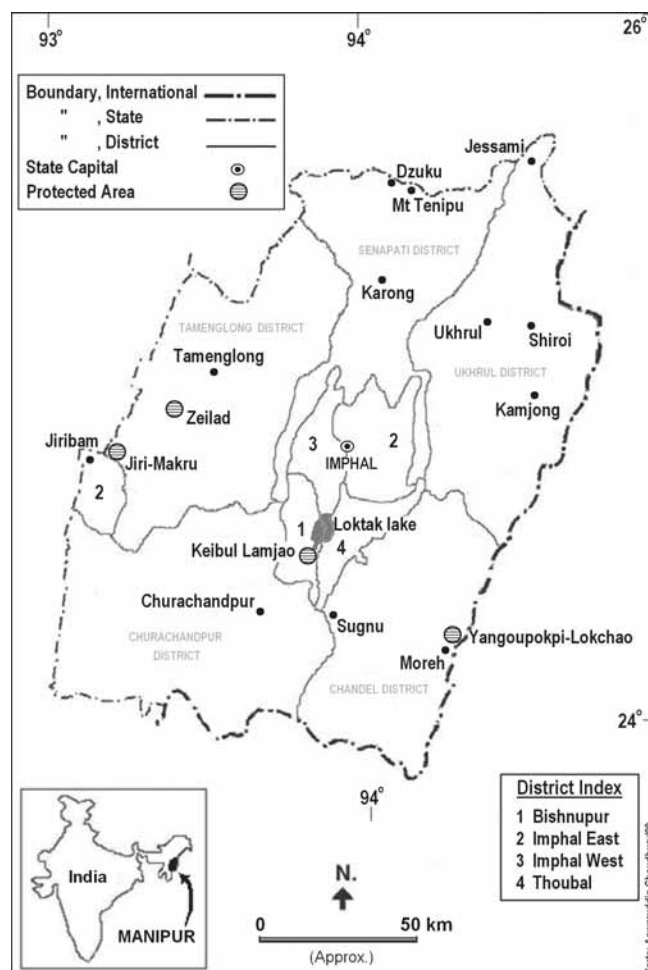 93°
94°
26°
Boundary, International
" , State
" , District
State Capital
Protected Area
Jessami
Dzuku
Mt Tenipu
SENAPATI DISTRICT
Karong
TAMENGLONG DISTRICT
Ukhrul
Shiroi
Tamenglong
UKHRUL DISTRICT
Zeilad
Kamjong
3
2
Jiribam
IMPHAL
Jiri-Makru
2
1
Loktak lake
Keibul Lamjao
4
Churachandpur
Sugnu
Yangoupokpi-Lokchao
CHURACHANDPUR
DISTRICT
Moreh
CHANDEL DISTRICT
24°
94°
District Index
1 Bishnupur
2 Imphal East
3 Imphal West
4 Thoubal
India
MANIPUR
N.
0
50 km
(Approx.)